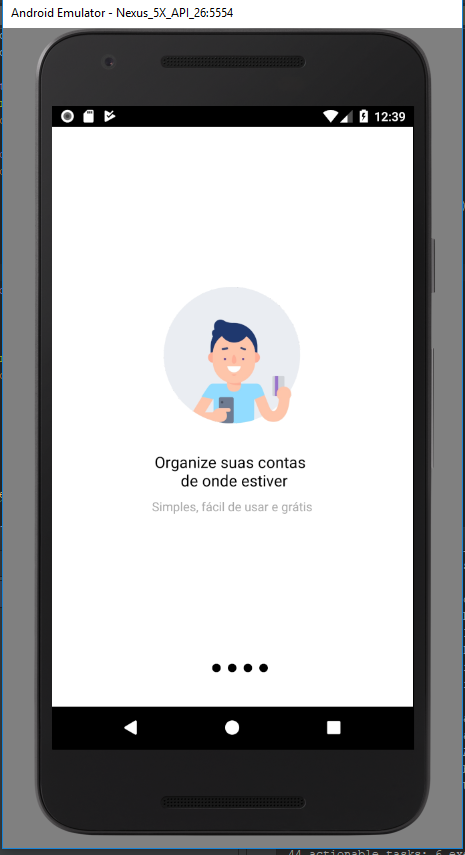 Android Emulator - Nexus_5X_API_26:5554
12:39
Organize suas contas
de onde estiver
Simples, fácil de usar e grátis
44 actionable tasks: 6 ex